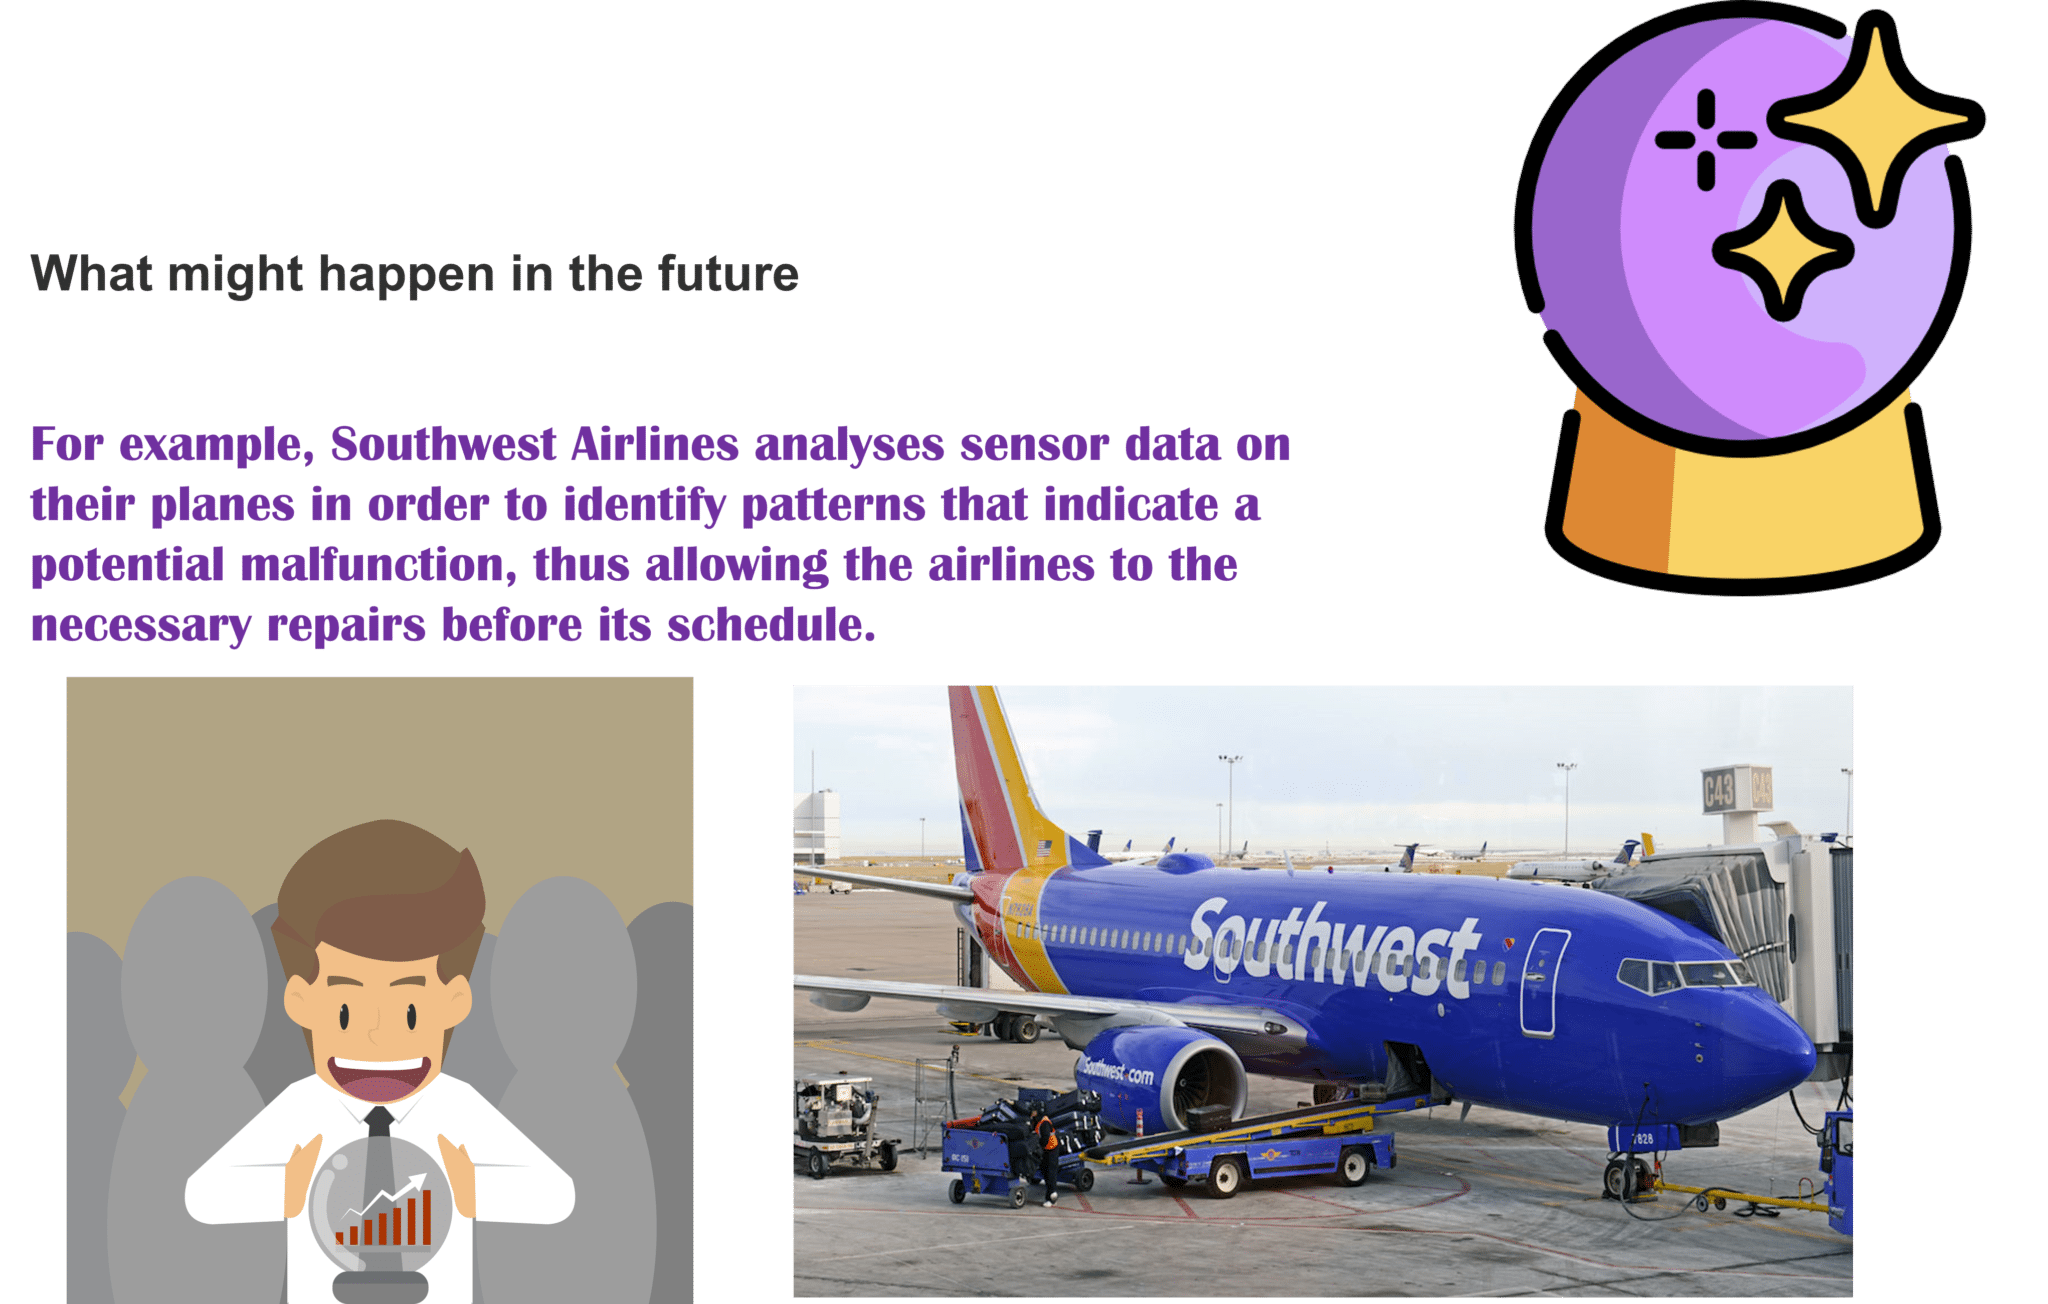 What might happen in the future
For example, Southwest Airlines analyses sensor data on
their planes in order to identify patterns that indicate a
potential malfunction, thus allowing the airlines to the
necessary repairs before its schedule.
C43 C43
Southwest
Southwest.com
7828